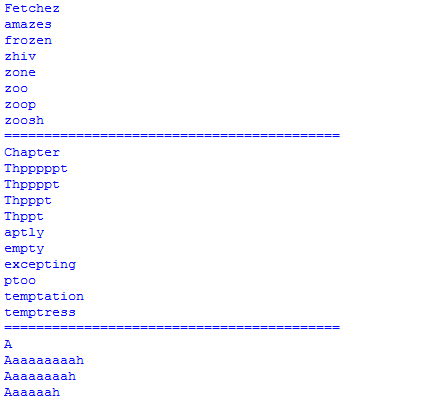 Fetchez
amazes
frozen
zhiv
zone
zoo
zoop
zoosh
==========================================
Chapter
Thpppppt
Thppppt
Thpppt
Thppt
aptly
empty
excepting
ptoo
temptation
temptress
==========================================
A
Aaaaaaaaah
Aaaaaaaah
Aaaaaah